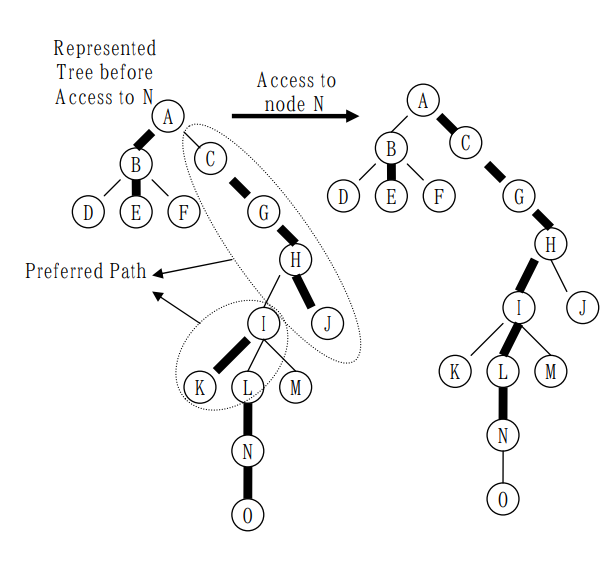 Represented
Tree before
Access to N
Access to
node N
A
B
C
D
E
F
G
H
Preferred Path
I
J
K
L
M
N
O
A
B
C
D
E
F
G
H
I
J
K
L
M
N
O